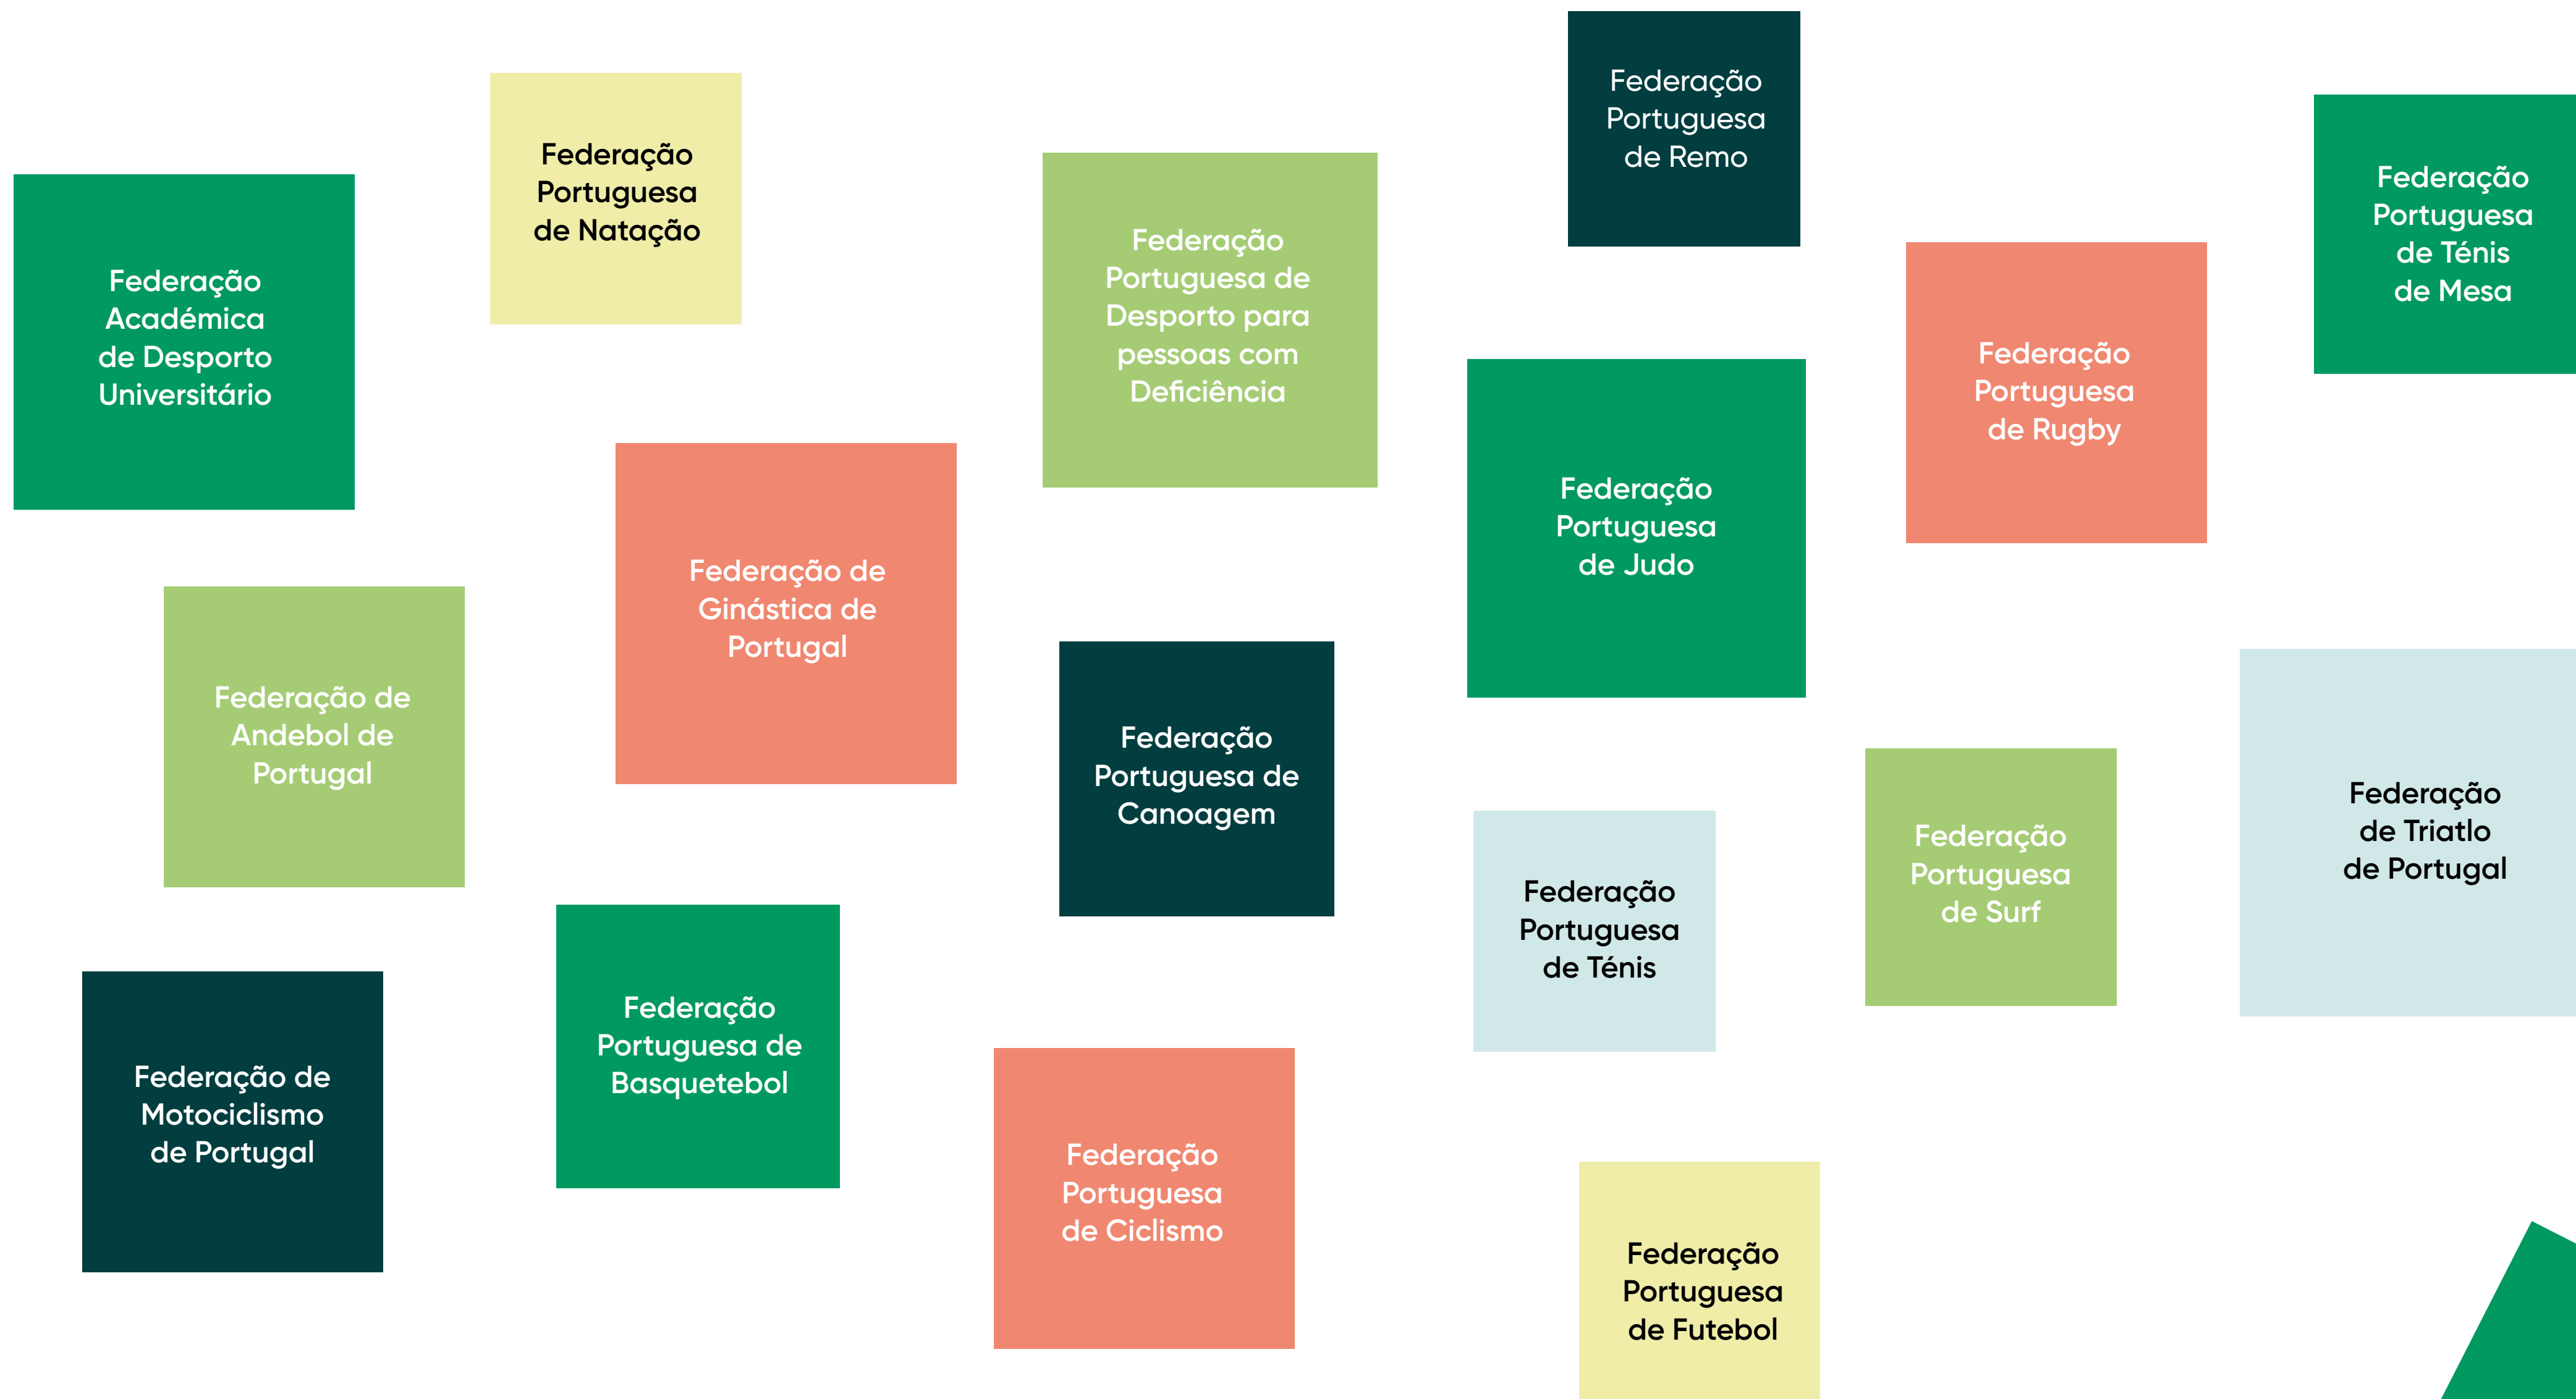 Federação
Académica
de Desporto
Universitário
Federação
Portuguesa
de Natação
Federação
Portuguesa de
Desporto para
pessoas com
Deficiência
Federação
Portuguesa
de Remo
Federação
Portuguesa
de Ténis
de Mesa
Federação
Portuguesa
de Rugby
Federação
Portuguesa
de Judo
Federação de
Ginástica de
Portugal
Federação de
Andebol de
Portugal
Federação
Portuguesa de
Canoagem
Federação
Portuguesa
de Ténis
Federação
Portuguesa
de Surf
Federação
de Triatlo
de Portugal
Federação de
Motociclismo
de Portugal
Federação
Portuguesa de
Basquetebol
Federação
Portuguesa
de Ciclismo
Federação
Portuguesa
de Futebol